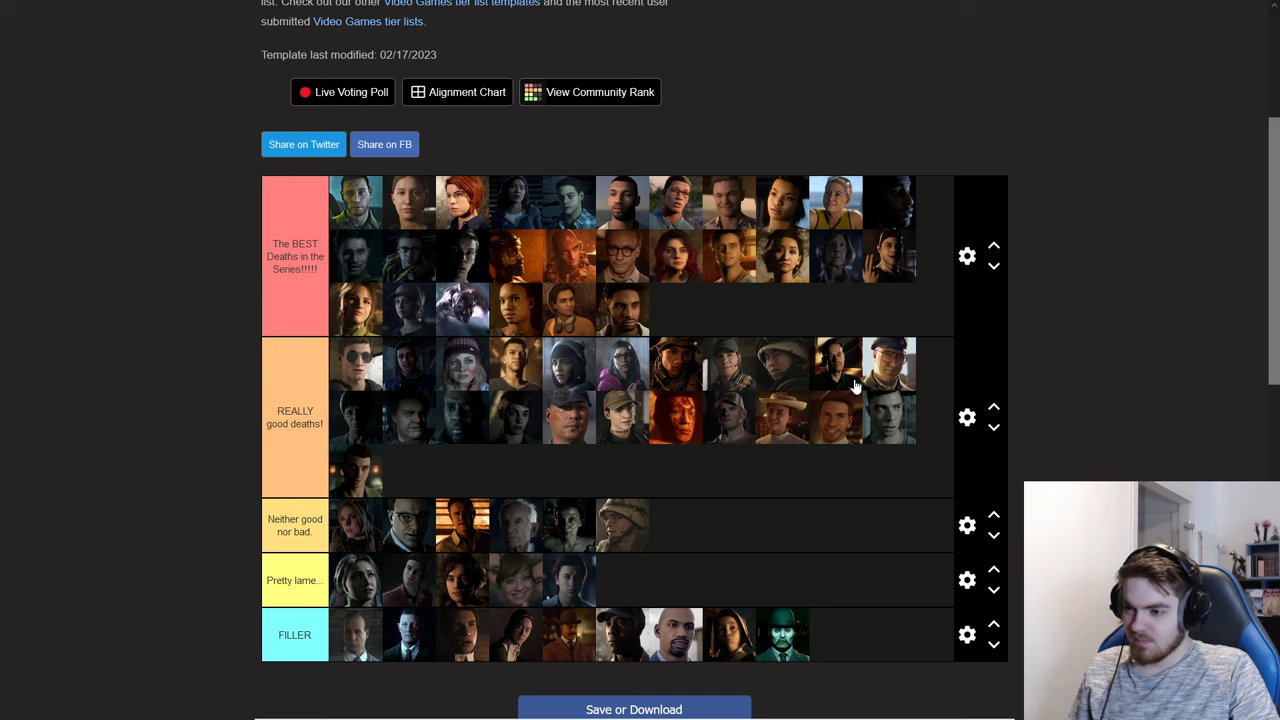 list. Check out our other Video Games tier list templates and the most recent user
submitted Video Games tier lists.
Template last modified: 02/17/2023
Live Voting Poll
Alignment Chart
View Community Rank
Share on Twitter
Share on FB
The BEST
Deaths in the
Series!!!!!
REALLY
good deaths!
Neither good
nor bad.
Pretty lame...
FILLER
Save or Download